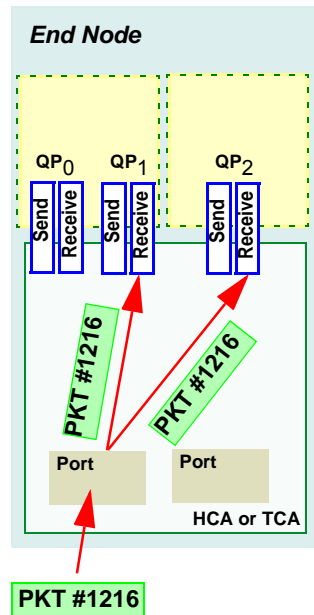 End Node
QP0 QP1 QP2
Send Receive Send Receive Send Receive
PKT #1216 PKT #1216
Port Port
HCA or TCA
PKT #1216